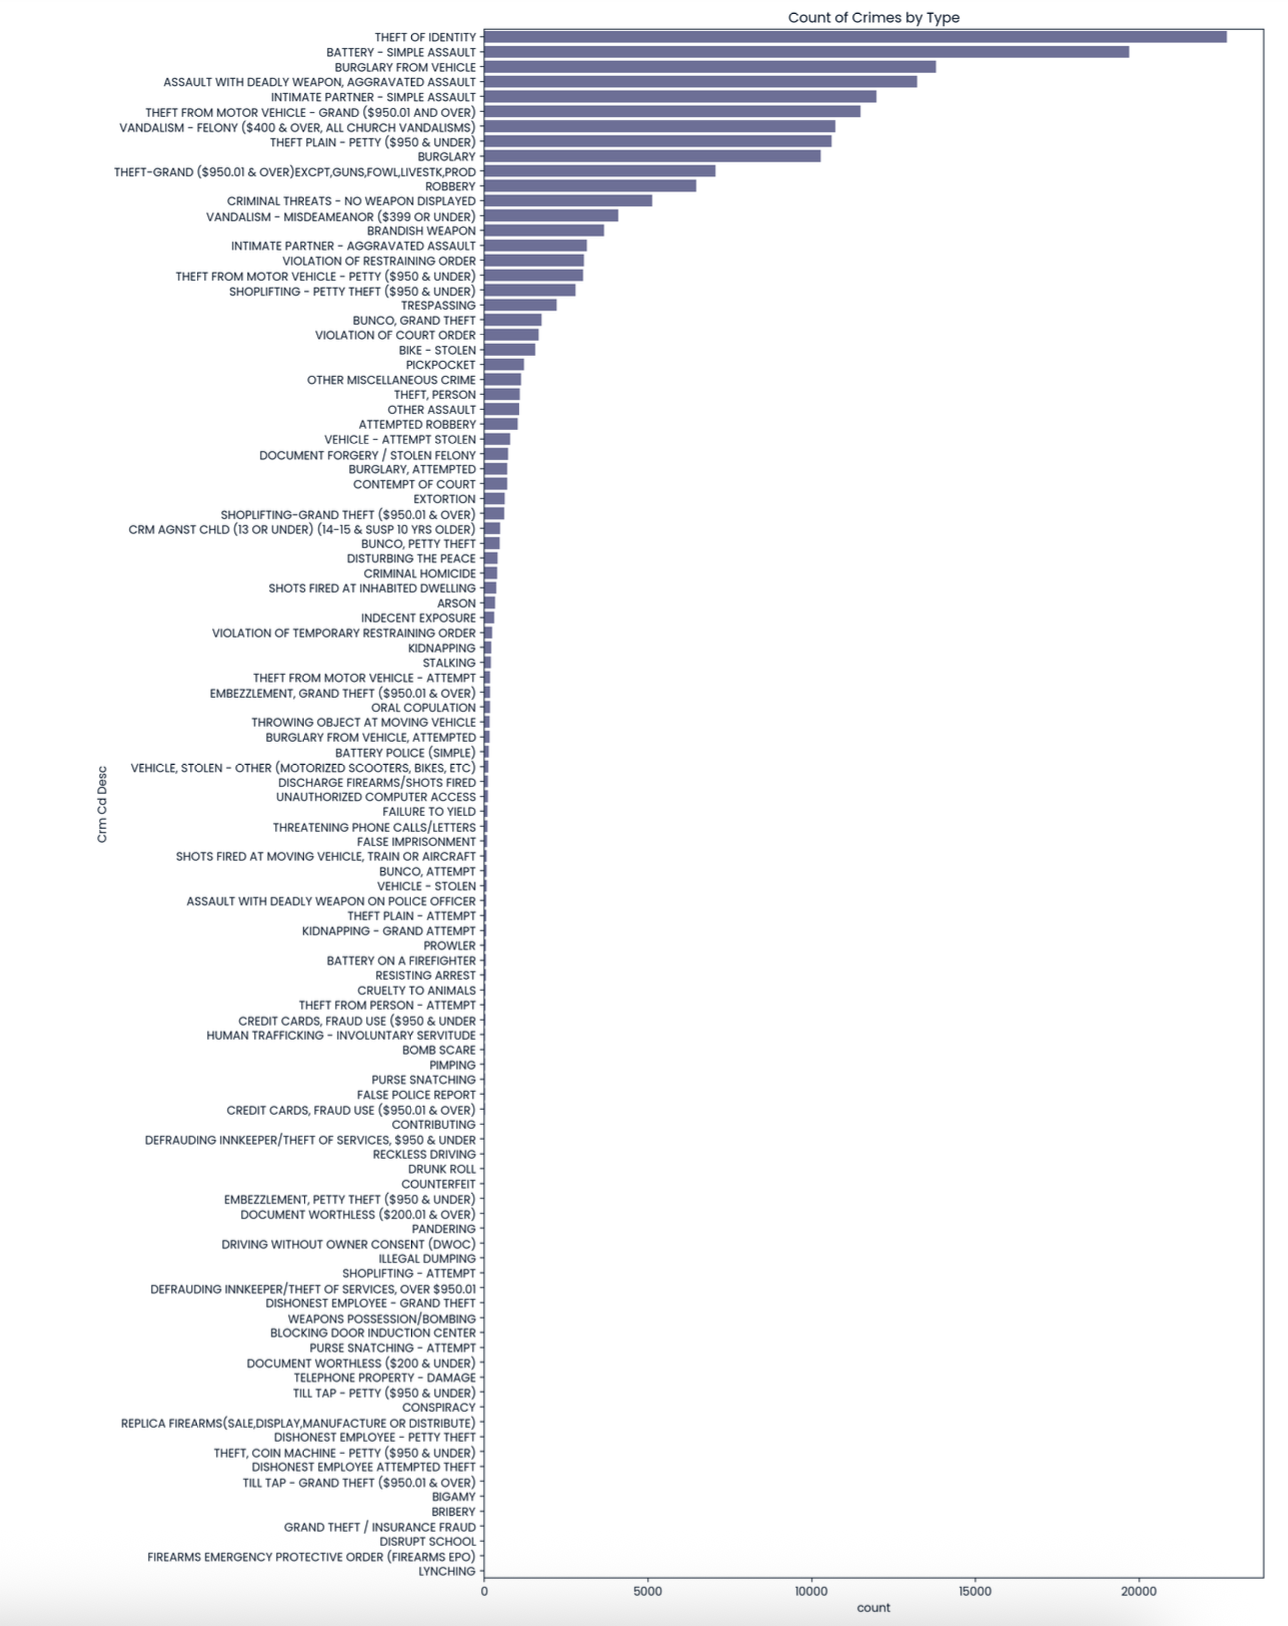 Count of Crimes by Type
THEFT OF IDENTITY
BATTERY - SIMPLE ASSAULT
BURGLARY FROM VEHICLE
ASSAULT WITH DEADLY WEAPON, AGGRAVATED ASSAULT
INTIMATE PARTNER - SIMPLE ASSAULT
THEFT FROM MOTOR VEHICLE - GRAND ($950.01 AND OVER)
VANDALISM - FELONY ($400 & OVER, ALL CHURCH VANDALISMS)
THEFT PLAIN - PETTY ($950 & UNDER)
BURGLARY
THEFT-GRAND ($950.01 & OVER)EXCPT,GUNS,FOWL,LIVESTK,PROD
ROBBERY
CRIMINAL THREATS - NO WEAPON DISPLAYED
VANDALISM - MISDEAMEANOR ($399 OR UNDER)
BRANDISH WEAPON
INTIMATE PARTNER - AGGRAVATED ASSAULT
VIOLATION OF RESTRAINING ORDER
THEFT FROM MOTOR VEHICLE - PETTY ($950 & UNDER)
SHOPLIFTING - PETTY THEFT ($950 & UNDER)
TRESPASSING
BUNCO, GRAND THEFT
VIOLATION OF COURT ORDER
BIKE - STOLEN
PICKPOCKET
OTHER MISCELLANEOUS CRIME
THEFT, PERSON
OTHER ASSAULT
ATTEMPTED ROBBERY
VEHICLE - ATTEMPT STOLEN
DOCUMENT FORGERY / STOLEN FELONY
BURGLARY, ATTEMPTED
CONTEMPT OF COURT
EXTORTION
SHOPLIFTING-GRAND THEFT ($950.01 & OVER)
CRM AGNST CHLD (13 OR UNDER) (14-15 & SUSP 10 YRS OLDER)
BUNCO, PETTY THEFT
DISTURBING THE PEACE
CRIMINAL HOMICIDE
SHOTS FIRED AT INHABITED DWELLING
ARSON
INDECENT EXPOSURE
VIOLATION OF TEMPORARY RESTRAINING ORDER
KIDNAPPING
STALKING
THEFT FROM MOTOR VEHICLE - ATTEMPT
EMBEZZLEMENT, GRAND THEFT ($950.01 & OVER)
ORAL COPULATION
THROWING OBJECT AT MOVING VEHICLE
BURGLARY FROM VEHICLE, ATTEMPTED
BATTERY POLICE (SIMPLE)
VEHICLE, STOLEN - OTHER (MOTORIZED SCOOTERS, BIKES, ETC)
DISCHARGE FIREARMS/SHOTS FIRED
UNAUTHORIZED COMPUTER ACCESS
FAILURE TO YIELD
THREATENING PHONE CALLS/LETTERS
FALSE IMPRISONMENT
SHOTS FIRED AT MOVING VEHICLE, TRAIN OR AIRCRAFT
BUNCO, ATTEMPT
VEHICLE - STOLEN
ASSAULT WITH DEADLY WEAPON ON POLICE OFFICER
THEFT PLAIN - ATTEMPT
KIDNAPPING - GRAND ATTEMPT
PROWLER
BATTERY ON A FIREFIGHTER
RESISTING ARREST
CRUELTY TO ANIMALS
THEFT FROM PERSON - ATTEMPT
CREDIT CARDS, FRAUD USE ($950 & UNDER
HUMAN TRAFFICKING - INVOLUNTARY SERVITUDE
BOMB SCARE
PIMPING
PURSE SNATCHING
FALSE POLICE REPORT
CREDIT CARDS, FRAUD USE ($950.01 & OVER)
CONTRIBUTING
DEFRAUDING INNKEEPER/THEFT OF SERVICES, $950 & UNDER
RECKLESS DRIVING
DRUNK ROLL
COUNTERFEIT
EMBEZZLEMENT, PETTY THEFT ($950 & UNDER)
DOCUMENT WORTHLESS ($200.01 & OVER)
PANDERING
DRIVING WITHOUT OWNER CONSENT (DWOC)
ILLEGAL DUMPING
SHOPLIFTING - ATTEMPT
DEFRAUDING INNKEEPER/THEFT OF SERVICES, OVER $950.01
DISHONEST EMPLOYEE - GRAND THEFT
WEAPONS POSSESSION/BOMBING
BLOCKING DOOR INDUCTION CENTER
PURSE SNATCHING - ATTEMPT
DOCUMENT WORTHLESS ($200 & UNDER)
TELEPHONE PROPERTY - DAMAGE
TILL TAP - PETTY ($950 & UNDER)
CONSPIRACY
REPLICA FIREARMS(SALE,DISPLAY,MANUFACTURE OR DISTRIBUTE)
DISHONEST EMPLOYEE - PETTY THEFT
THEFT, COIN MACHINE - PETTY ($950 & UNDER)
DISHONEST EMPLOYEE ATTEMPTED THEFT
TILL TAP - GRAND THEFT ($950.01 & OVER)
BIGAMY
BRIBERY
GRAND THEFT / INSURANCE FRAUD
DISRUPT SCHOOL
FIREARMS EMERGENCY PROTECTIVE ORDER (FIREARMS EPO)
LYNCHING
Crm Cd Desc
0 5000 10000 15000 20000
count